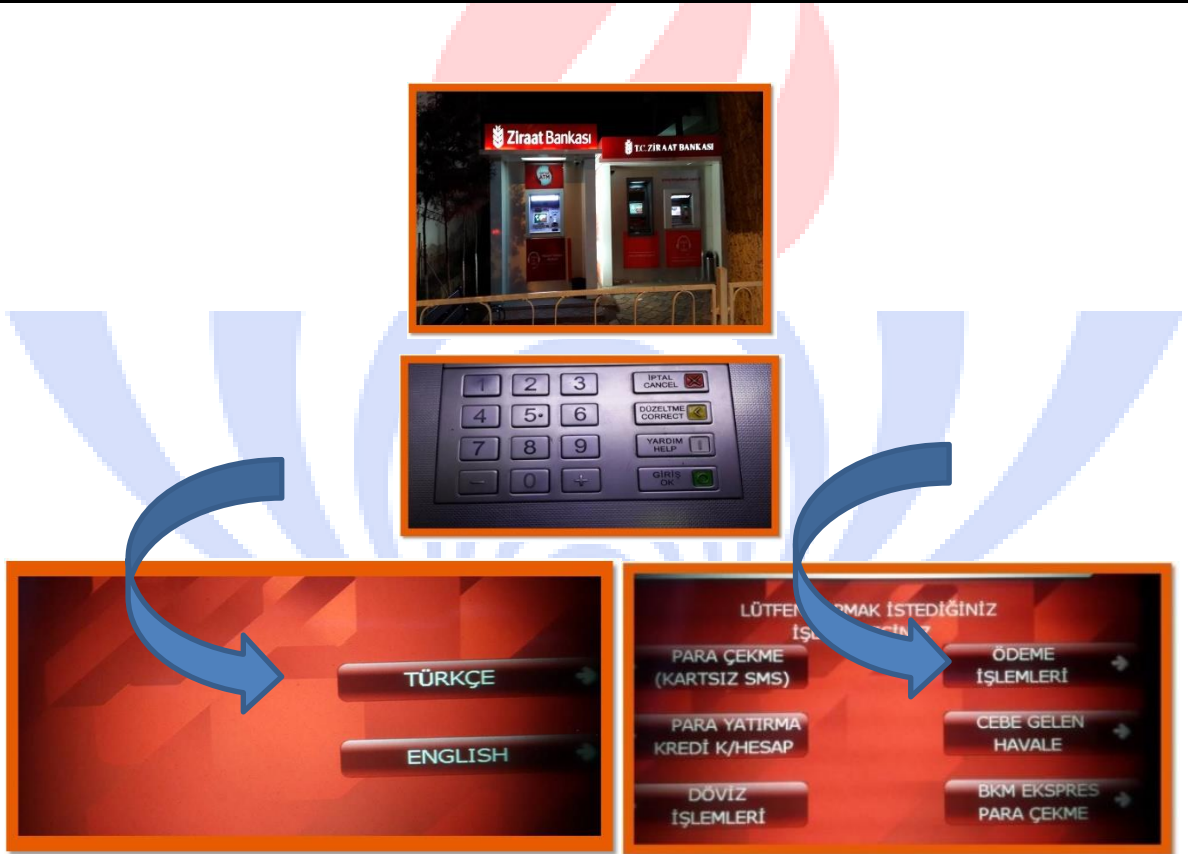 Ziraat Bankası
T.C. ZİRAAT BANKASI
1 2 3
İPTAL
CANCEL
4 5 6
DÜZELTME
CORRECT
7 8 9
YARDIM
HELP
0
GİRİŞ
OK
TÜRKÇE
ENGLISH
LÜTFEN İSTEDİĞİNİZ
PARA ÇEKME
(KARTSIZ SMS)
ÖDEME
İŞLEMLERİ
PARA YATIRMA
KREDİ K/HESAP
CEBE GELEN
HAVALE
DÖVİZ
İŞLEMLERİ
BKM EKSPRES
PARA ÇEKME